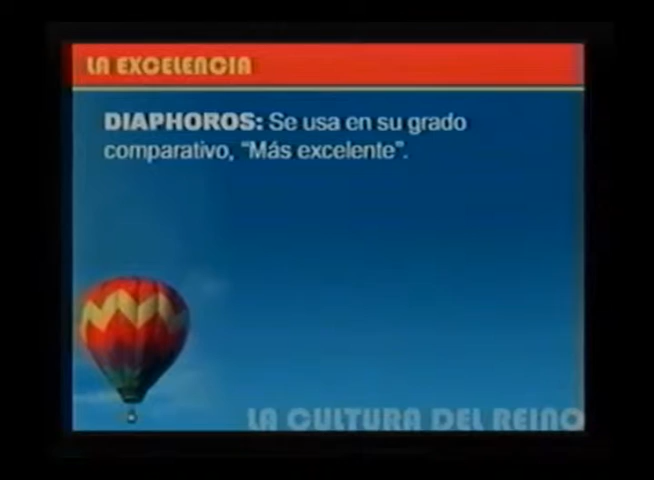 LA EXCELENCIA
DIAPHOROS: Se usa en su grado
comparativo, “Más excelente”.
LA CULTURA DEL REINO